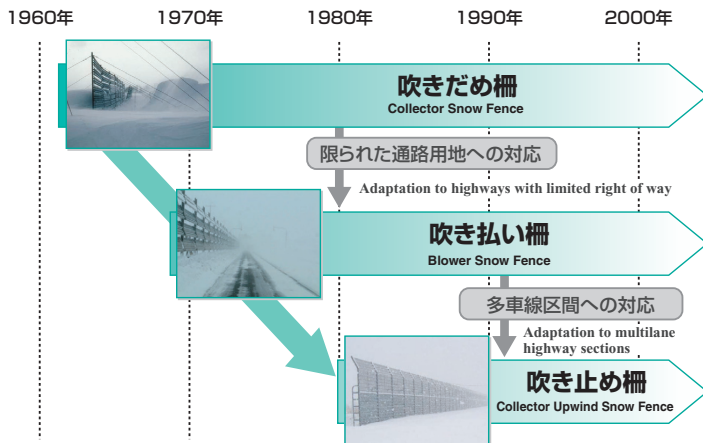 1960年 1970年 1980年 1990年 2000年
吹きだめ柵
Collector Snow Fence
限られた通路用地への対応
Adaptation to highways with limited right of way
吹き払い柵
Blower Snow Fence
多車線区間への対応
Adaptation to multilane
highway sections
吹き止め柵
Collector Upwind Snow Fence